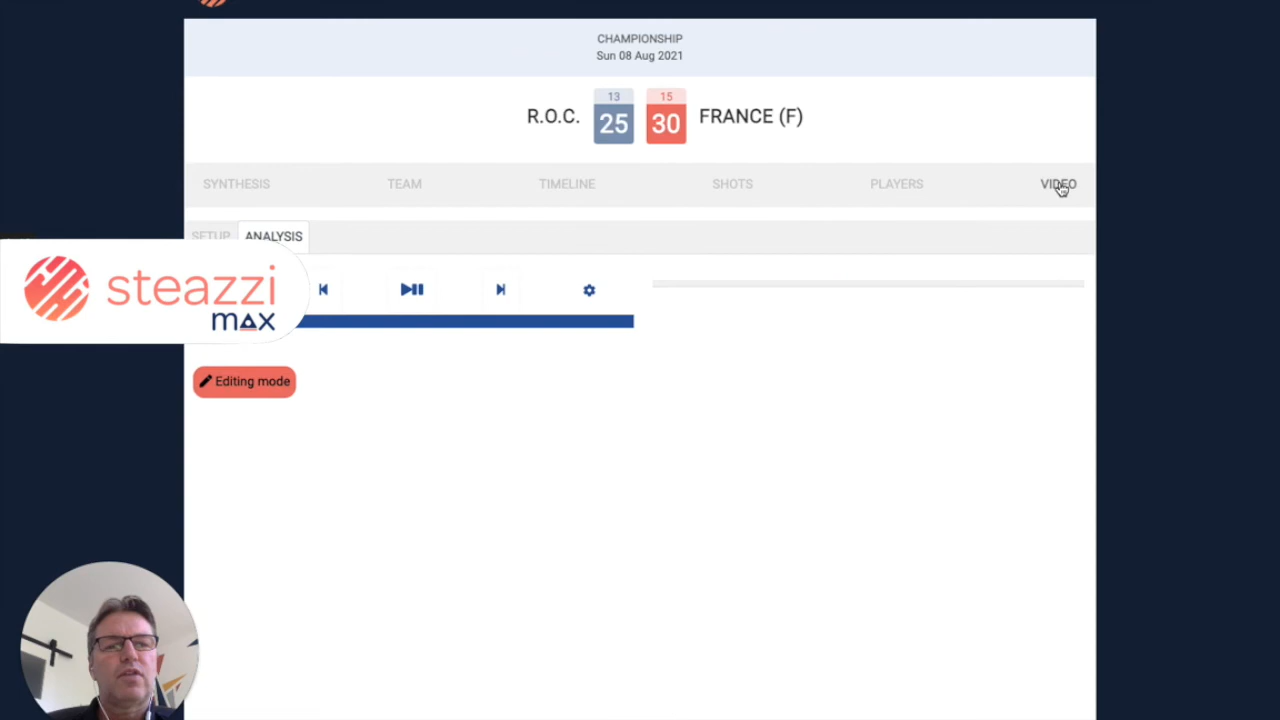 CHAMPIONSHIP
Sun 08 Aug 2021
R.O.C. 13 25 15 30 FRANCE (F)
SYNTHESIS TEAM TIMELINE SHOTS PLAYERS VIDEO
SETUP ANALYSIS
steazzi
max
Editing mode